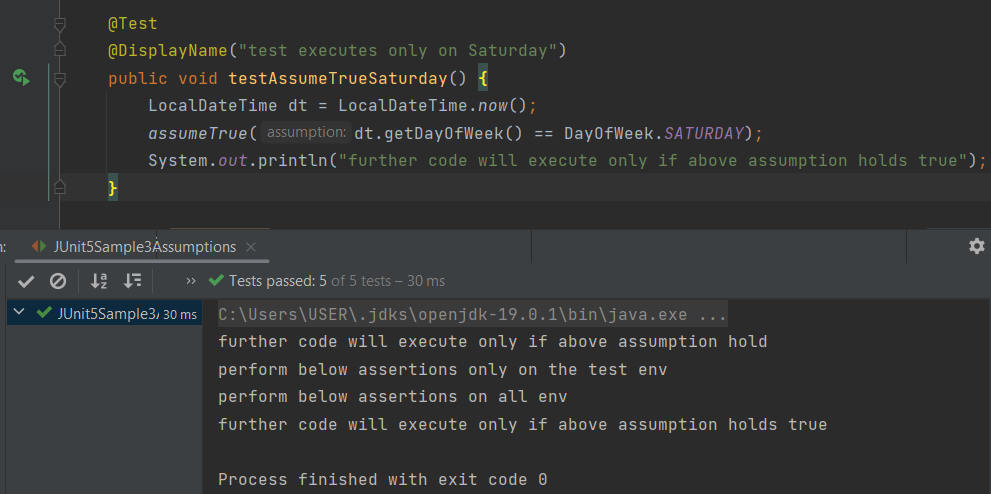 @Test
@DisplayName("test executes only on Saturday")
public void testAssumeTrueSaturday() {
LocalDateTime dt = LocalDateTime.now();
assumeTrue( assumption: dt.getDayOfWeek() == DayOfWeek.SATURDAY);
System.out.println("further code will execute only if above assumption holds true");
}
n: JUnit5Sample3Assumptions ×
» Tests passed: 5 of 5 tests – 30 ms
JUnit5Sample3A 30 ms
C:\Users\USER\.jdks\openjdk-19.0.1\bin\java.exe ...
further code will execute only if above assumption hold
perform below assertions only on the test env
perform below assertions on all env
further code will execute only if above assumption holds true
Process finished with exit code 0